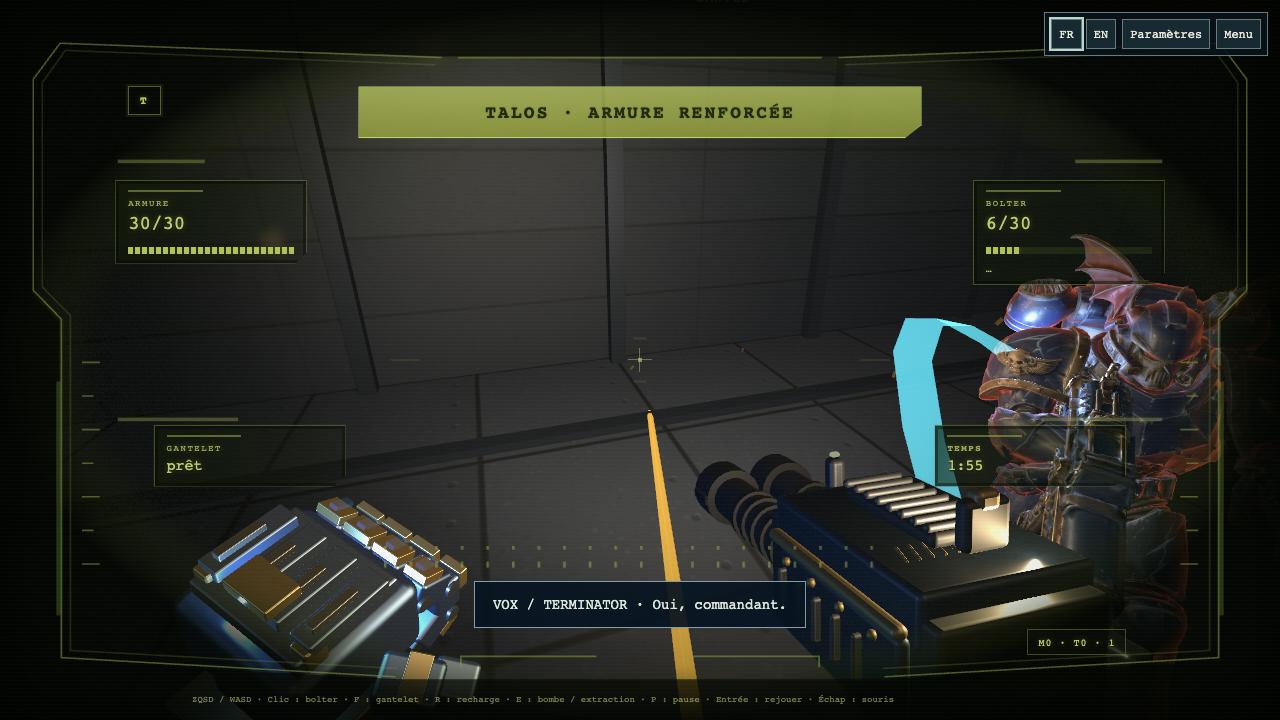 FR EN Paramètres Menu
T
TALOS · ARMURE RENFORCÉE
ARMURE
30/30
BOLTER
6/30
…
GANTELET
prêt
TEMPS
1:55
VOX / TERMINATOR · Oui, commandant.
M0 · T0 · 1
ZQSD / WASD · Clic : bolter · F : gantelet · R : recharge · E : bombe / extraction · P : pause · Entrée : rejouer · Échap : souris